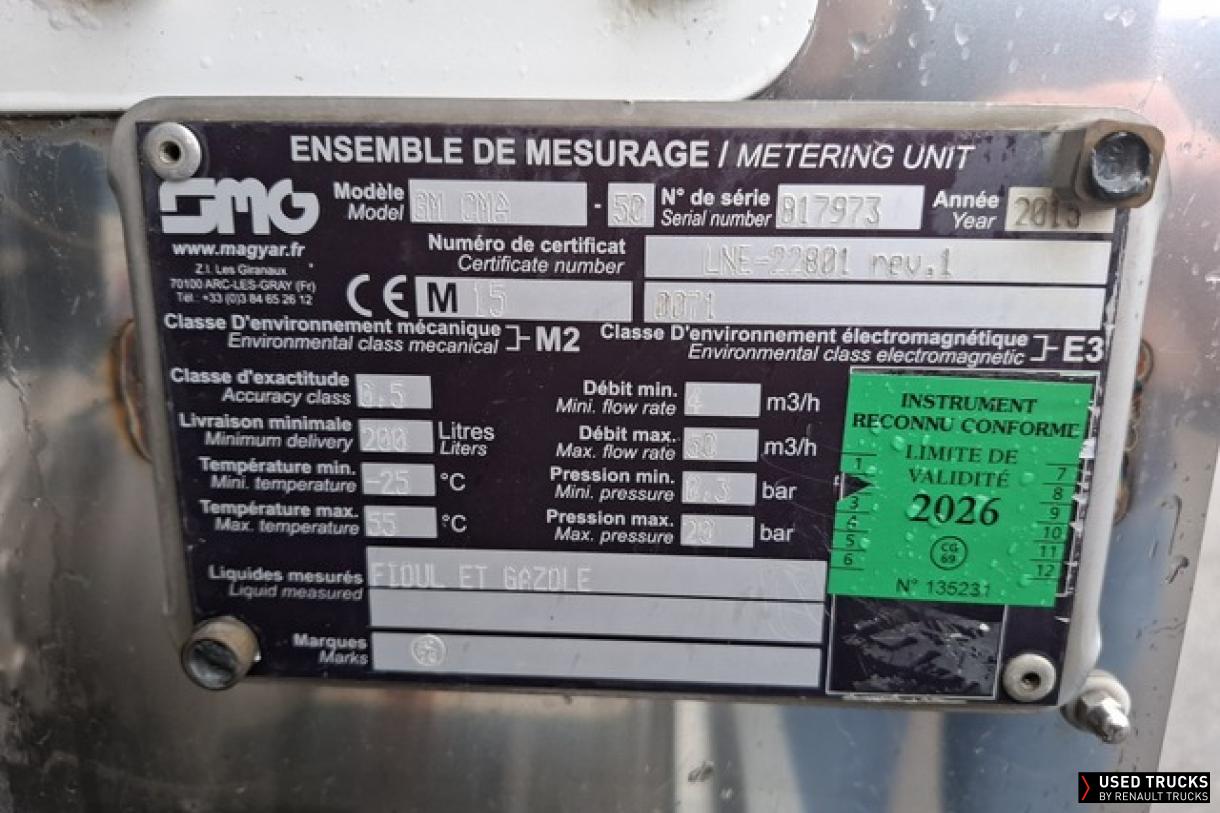 ENSEMBLE DE MESURAGE / METERING UNIT
SMG
www.magyar.fr
Z.I. Les Giranaux
70100 ARC-LES-GRAY (Fr)
Tél.: +33 (0)3 84 65 26 12
Modèle GM CMA - 50 N° de série 817973 Année 2015
Model Serial number Year
Numéro de certificat LNE-22801 rev.1
Certificate number
CE M 15 0071
Classe D'environnement mécanique M2 Classe D'environnement électromagnétique E3
Environmental class mecanical Environmental class electromagnetic
Classe d'exactitude 0.5
Accuracy class
Livraison minimale 200 Litres
Minimum delivery Liters
Température min. -25 °C
Mini. temperature
Température max. 55 °C
Max. temperature
Débit min. 4 m3/h
Mini. flow rate
Débit max. m3/h
Max. flow rate
Pression min. 0.3 bar
Mini. pressure
Pression max. 20 bar
Max. pressure
Liquides mesurés FIOUL ET GAZOLE
Liquid measured
Marques
Marks
INSTRUMENT
RECONNU CONFORME
LIMITE DE
VALIDITÉ
2026
1 7
8
3 9
4 10
5 11
6 12
CG
69
N° 135231
USED TRUCKS
BY RENAULT TRUCKS